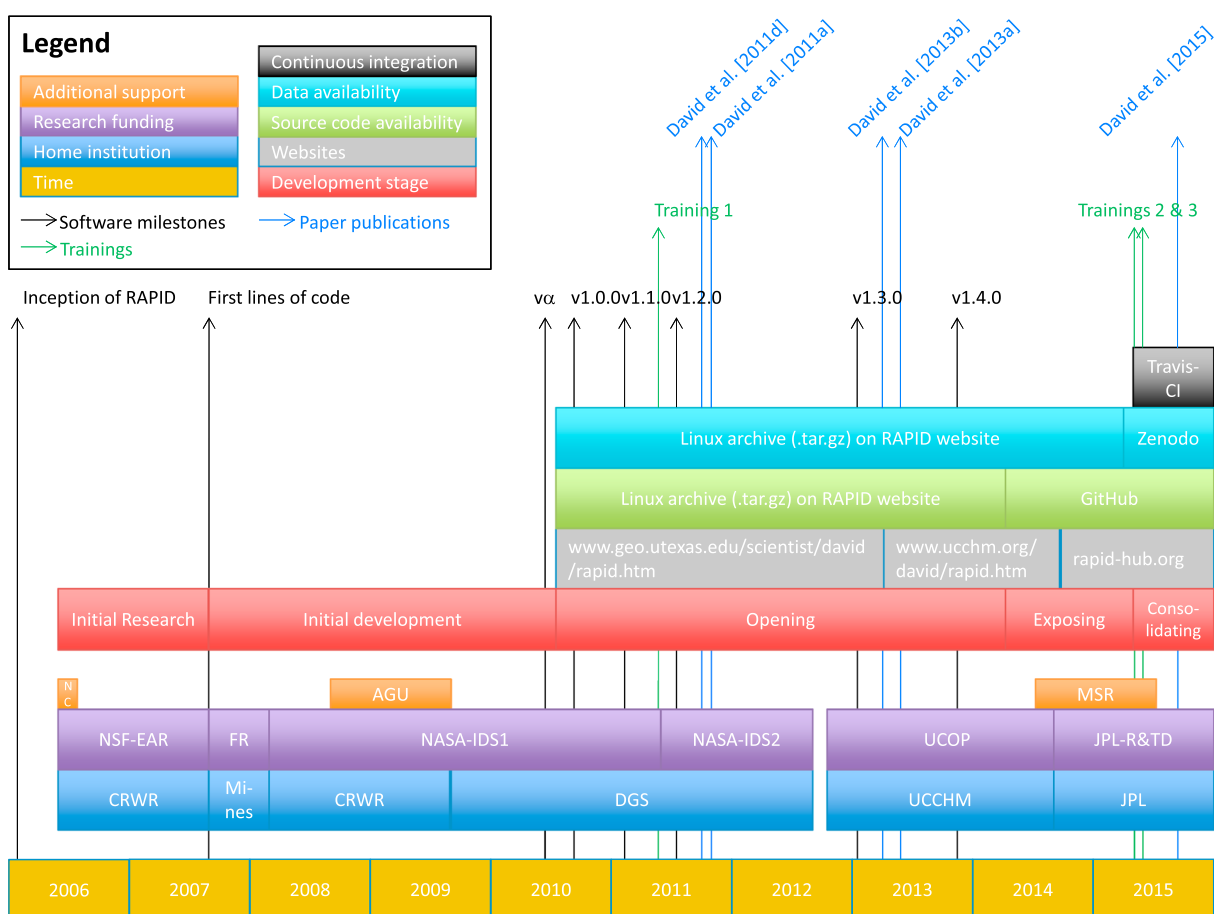 Legend
Additional support
Research funding
Home institution
Time
Continuous integration
Data availability
Source code availability
Websites
Development stage
Software milestones
Paper publications
Trainings
David et al. [2011d]
David et al. [2011a]
David et al. [2013b]
David et al. [2013a]
David et al. [2015]
Training 1
Trainings 2 & 3
Inception of RAPID
First lines of code
vα
v1.0.0
v1.1.0
v1.2.0
v1.3.0
v1.4.0
Travis-
CI
Linux archive (.tar.gz) on RAPID website
Zenodo
Linux archive (.tar.gz) on RAPID website
GitHub
www.geo.utexas.edu/scientist/david
/rapid.htm
www.ucchm.org/
david/rapid.htm
rapid-hub.org
Initial Research
Initial development
Opening
Exposing
Conso-
lidating
N
C
AGU
MSR
NSF-EAR
FR
NASA-IDS1
NASA-IDS2
UCOP
JPL-R&TD
CRWR
Mi-
nes
CRWR
DGS
UCCHM
JPL
2006
2007
2008
2009
2010
2011
2012
2013
2014
2015